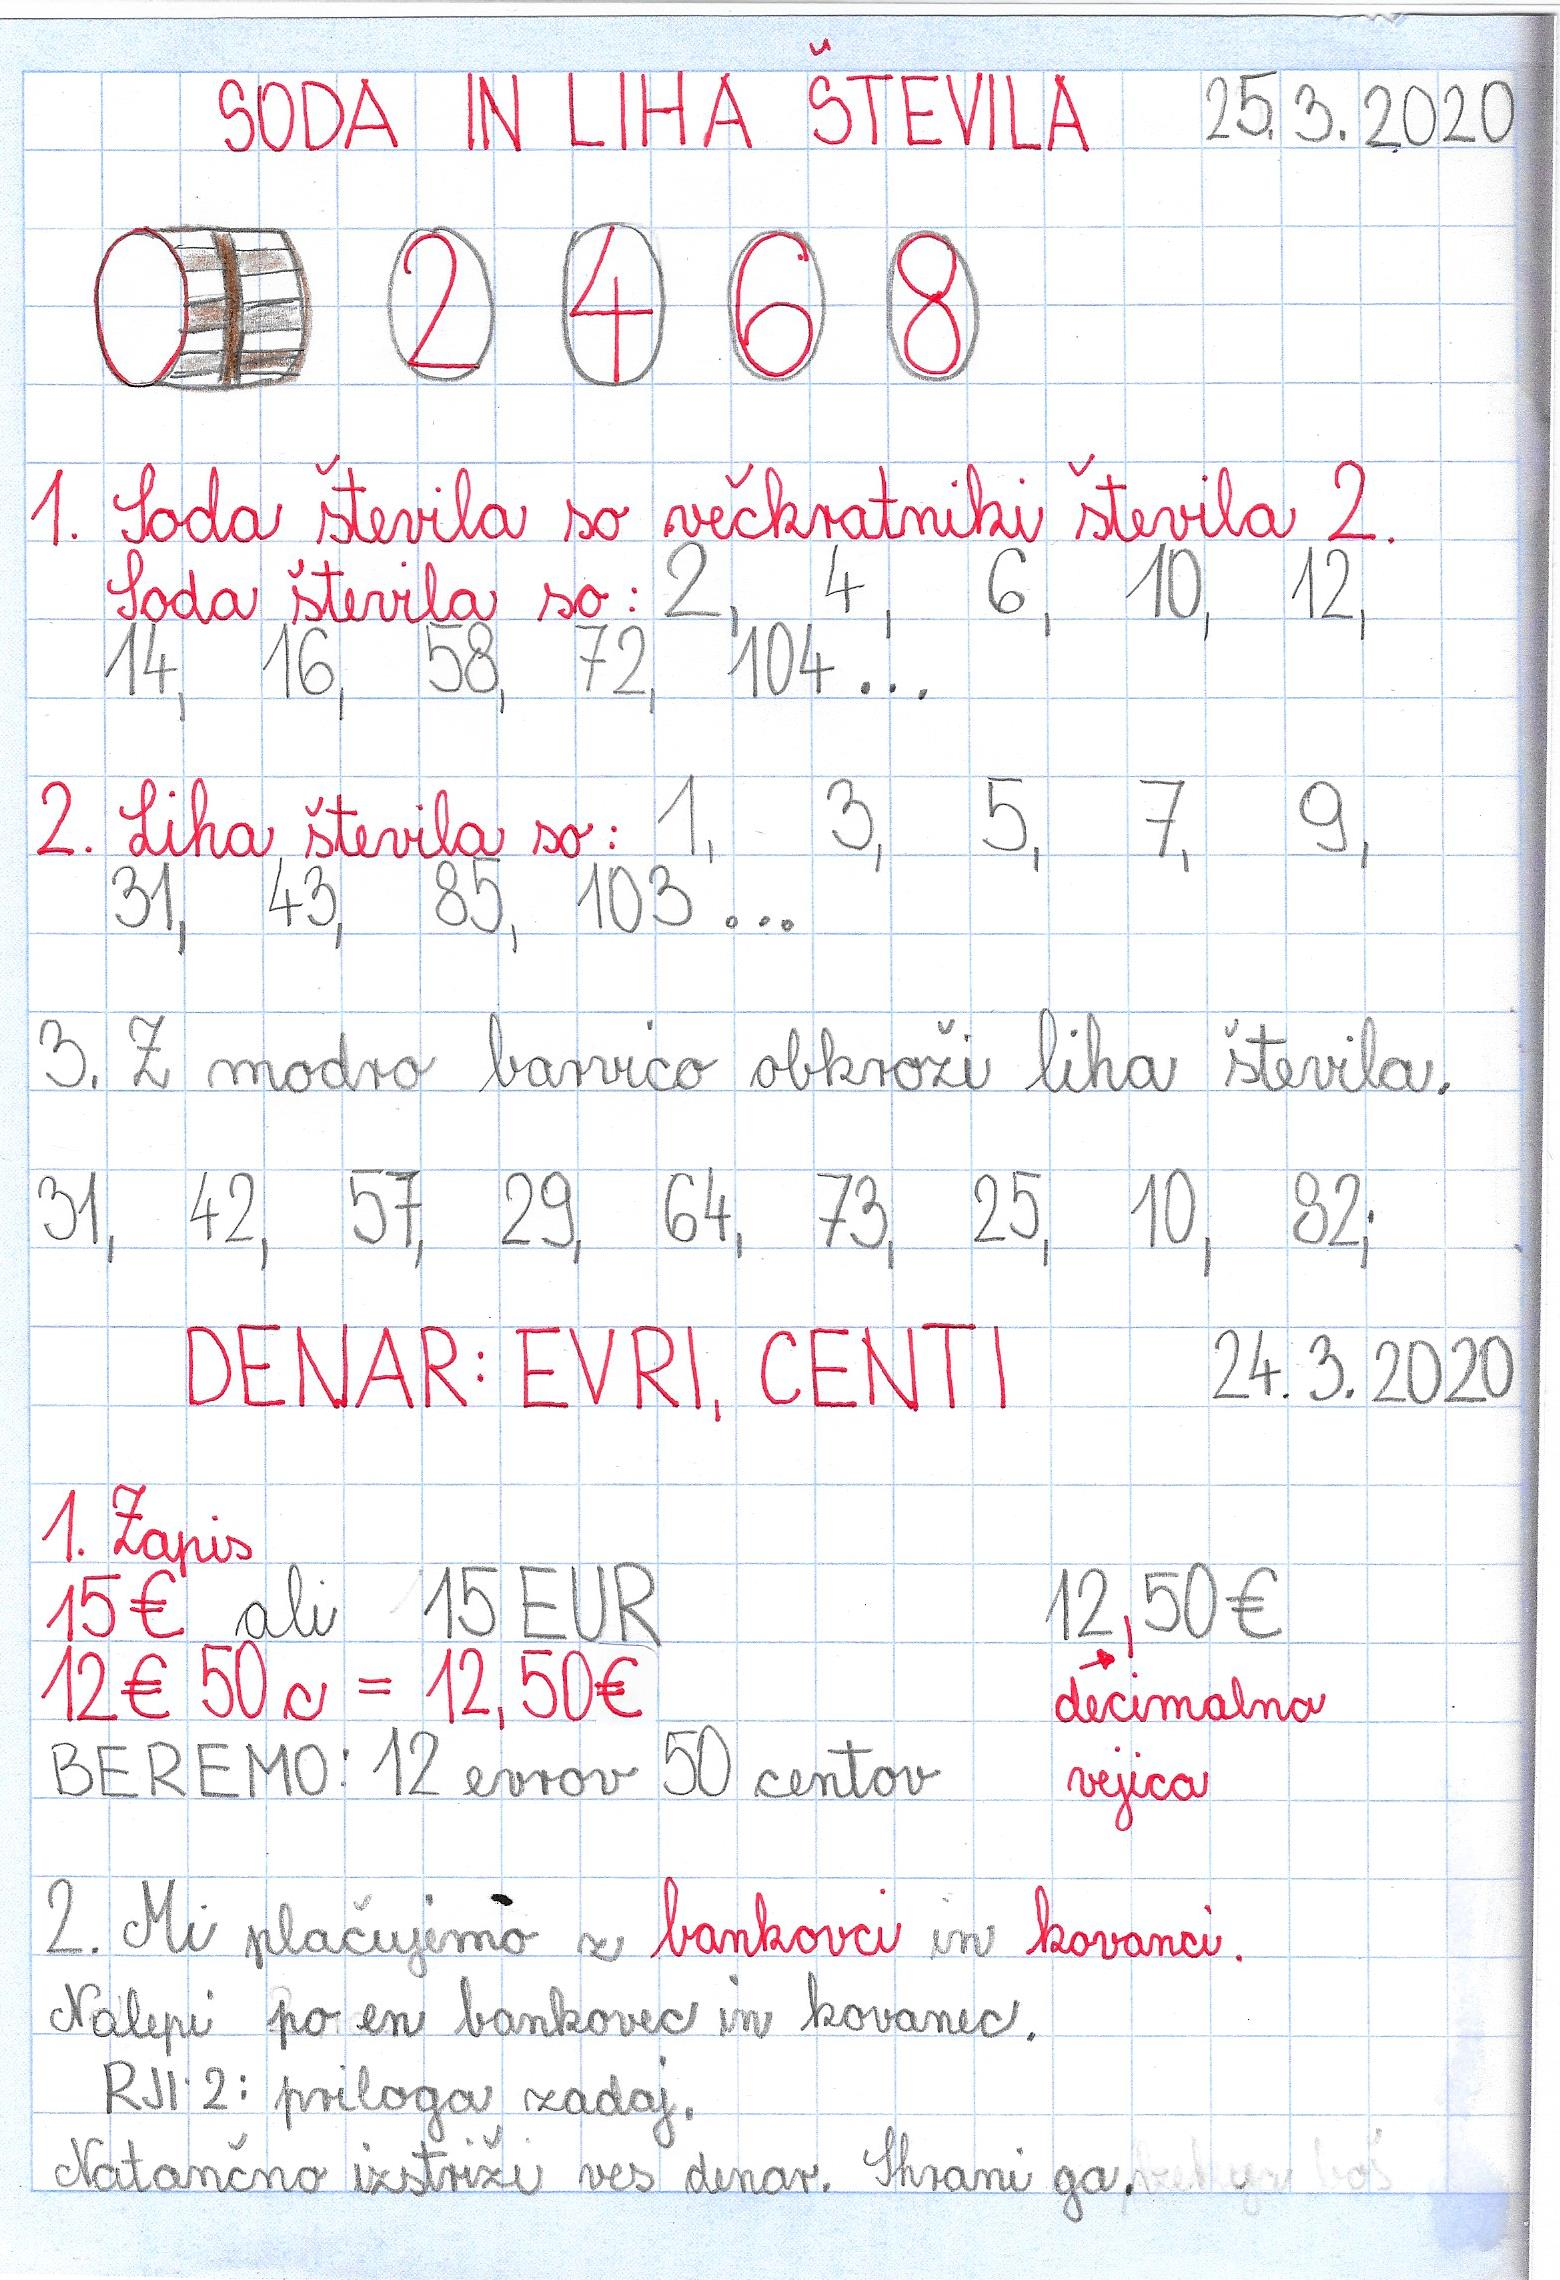 SODA IN LIHA ŠTEVILA 25.3.2020
2 4 6 8
1. Soda števila so večkratniki števila 2.
Soda števila so: 2, 4, 6, 10, 12,
14, 16, 58, 72, 104...
2. Liha števila so: 1, 3, 5, 7, 9,
31, 43, 85, 103...
3. Z modro barvico obkroži liha števila.
31, 42, 57, 29, 64, 73, 25, 10, 82;
DENAR: EVRI, CENTI 24.3.2020
1. Zapis
15€ ali 15 EUR 12,50€
12€ 50c = 12,50€ decimalna
BEREMO: 12 evrov 50 centov vejica
2. Mi plačujemo z bankovci in kovanci.
Nalepi po en bankovec in kovanec.
2: priloga zadaj.
Natančno izstriži ves denar. Shrani ga.